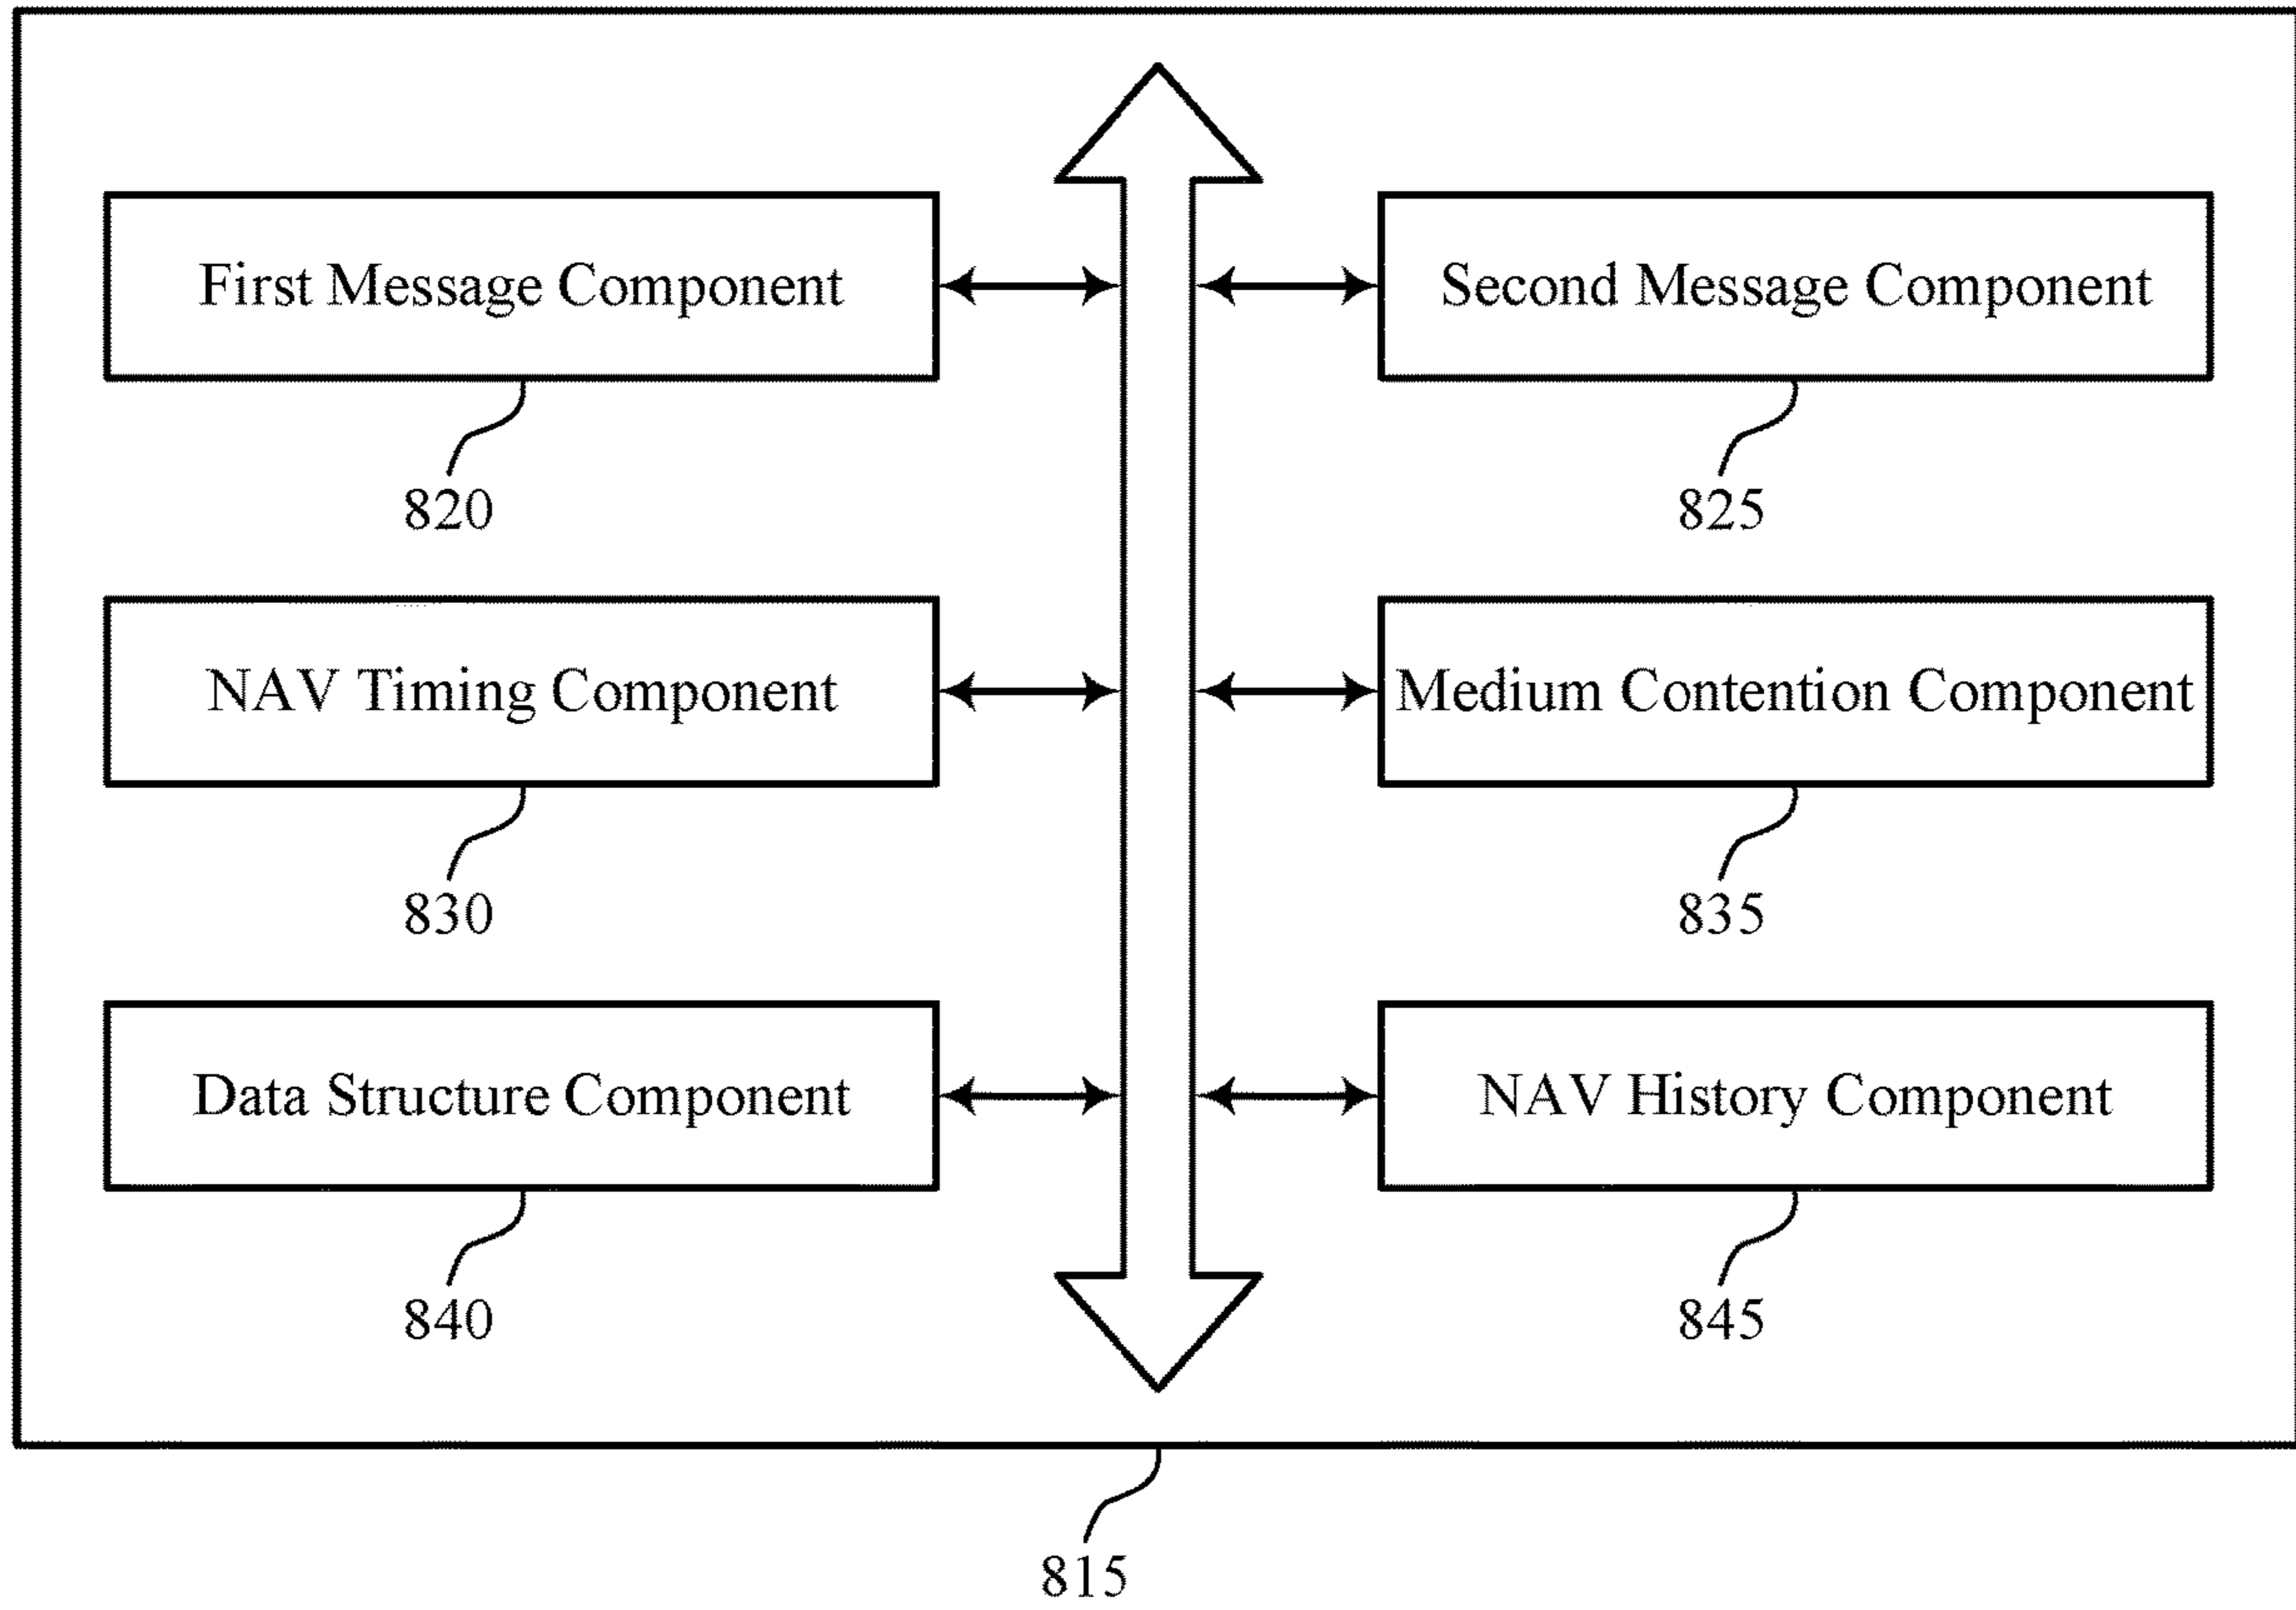 First Message Component
Second Message Component
820
825
NAV Timing Component
Medium Contention Component
830
835
Data Structure Component
NAV History Component
840
845
815